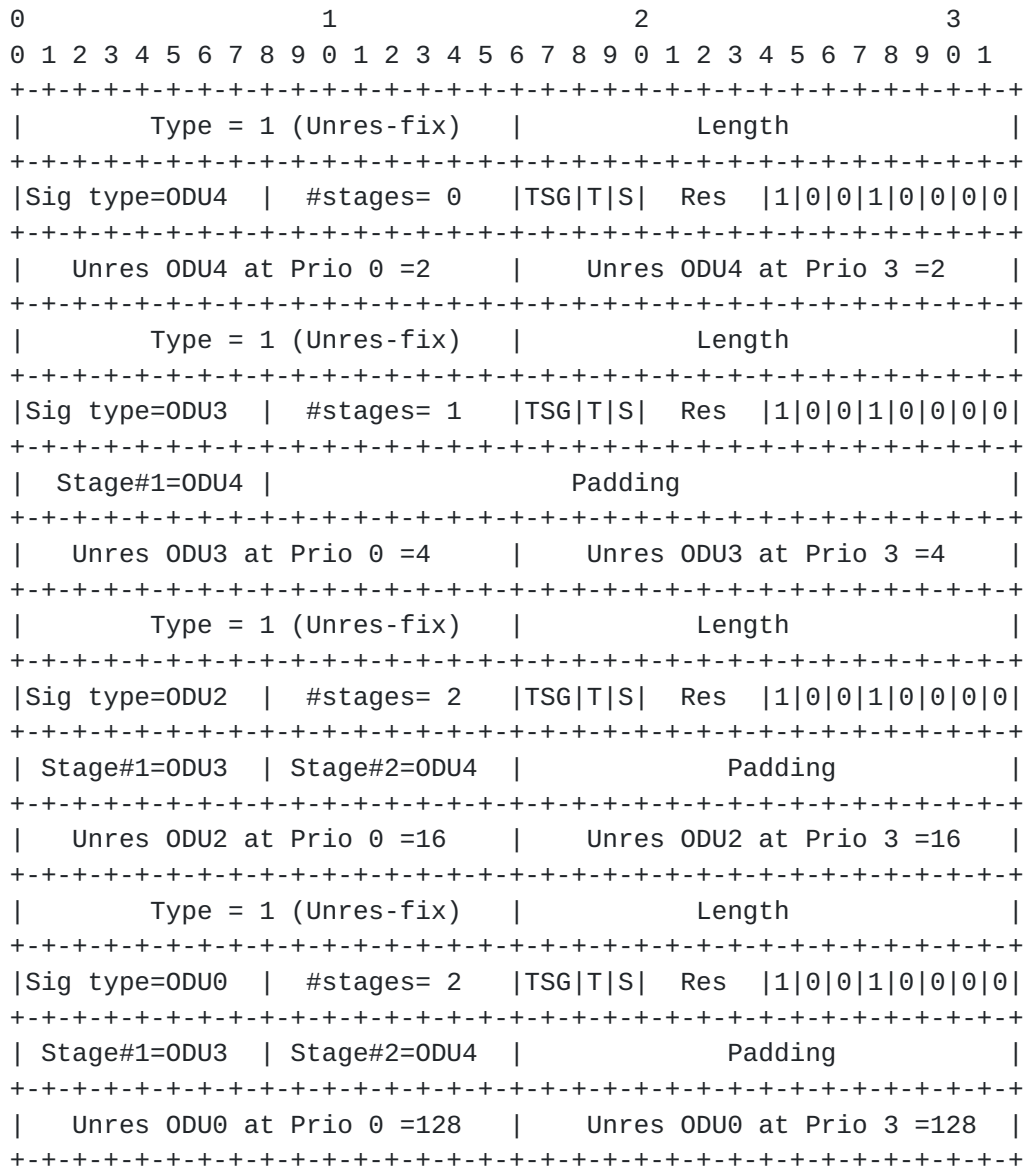 0                   1                   2                   3
0 1 2 3 4 5 6 7 8 9 0 1 2 3 4 5 6 7 8 9 0 1 2 3 4 5 6 7 8 9 0 1
+-+-+-+-+-+-+-+-+-+-+-+-+-+-+-+-+-+-+-+-+-+-+-+-+-+-+-+-+-+-+-+-+
|        Type = 1 (Unres-fix)   |           Length              |
+-+-+-+-+-+-+-+-+-+-+-+-+-+-+-+-+-+-+-+-+-+-+-+-+-+-+-+-+-+-+-+-+
|Sig type=ODU4  |  #stages= 0   |TSG|T|S|  Res  |1|0|0|1|0|0|0|0|
+-+-+-+-+-+-+-+-+-+-+-+-+-+-+-+-+-+-+-+-+-+-+-+-+-+-+-+-+-+-+-+-+
|   Unres ODU4 at Prio 0 =2     |    Unres ODU4 at Prio 3 =2    |
+-+-+-+-+-+-+-+-+-+-+-+-+-+-+-+-+-+-+-+-+-+-+-+-+-+-+-+-+-+-+-+-+
|        Type = 1 (Unres-fix)   |           Length              |
+-+-+-+-+-+-+-+-+-+-+-+-+-+-+-+-+-+-+-+-+-+-+-+-+-+-+-+-+-+-+-+-+
|Sig type=ODU3  |  #stages= 1   |TSG|T|S|  Res  |1|0|0|1|0|0|0|0|
+-+-+-+-+-+-+-+-+-+-+-+-+-+-+-+-+-+-+-+-+-+-+-+-+-+-+-+-+-+-+-+-+
|  Stage#1=ODU4 |                   Padding                     |
+-+-+-+-+-+-+-+-+-+-+-+-+-+-+-+-+-+-+-+-+-+-+-+-+-+-+-+-+-+-+-+-+
|   Unres ODU3 at Prio 0 =4     |    Unres ODU3 at Prio 3 =4    |
+-+-+-+-+-+-+-+-+-+-+-+-+-+-+-+-+-+-+-+-+-+-+-+-+-+-+-+-+-+-+-+-+
|        Type = 1 (Unres-fix)   |           Length              |
+-+-+-+-+-+-+-+-+-+-+-+-+-+-+-+-+-+-+-+-+-+-+-+-+-+-+-+-+-+-+-+-+
|Sig type=ODU2  |  #stages= 2   |TSG|T|S|  Res  |1|0|0|1|0|0|0|0|
+-+-+-+-+-+-+-+-+-+-+-+-+-+-+-+-+-+-+-+-+-+-+-+-+-+-+-+-+-+-+-+-+
| Stage#1=ODU3  | Stage#2=ODU4  |             Padding           |
+-+-+-+-+-+-+-+-+-+-+-+-+-+-+-+-+-+-+-+-+-+-+-+-+-+-+-+-+-+-+-+-+
|   Unres ODU2 at Prio 0 =16    |    Unres ODU2 at Prio 3 =16   |
+-+-+-+-+-+-+-+-+-+-+-+-+-+-+-+-+-+-+-+-+-+-+-+-+-+-+-+-+-+-+-+-+
|        Type = 1 (Unres-fix)   |           Length              |
+-+-+-+-+-+-+-+-+-+-+-+-+-+-+-+-+-+-+-+-+-+-+-+-+-+-+-+-+-+-+-+-+
|Sig type=ODU0  |  #stages= 2   |TSG|T|S|  Res  |1|0|0|1|0|0|0|0|
+-+-+-+-+-+-+-+-+-+-+-+-+-+-+-+-+-+-+-+-+-+-+-+-+-+-+-+-+-+-+-+-+
| Stage#1=ODU3  | Stage#2=ODU4  |             Padding           |
+-+-+-+-+-+-+-+-+-+-+-+-+-+-+-+-+-+-+-+-+-+-+-+-+-+-+-+-+-+-+-+-+
|   Unres ODU0 at Prio 0 =128   |    Unres ODU0 at Prio 3 =128  |
+-+-+-+-+-+-+-+-+-+-+-+-+-+-+-+-+-+-+-+-+-+-+-+-+-+-+-+-+-+-+-+-+